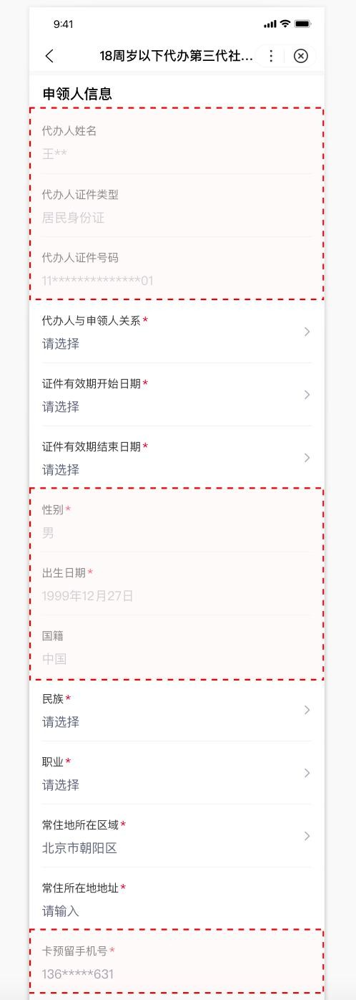 9:41
18周岁以下代办第三代社...
申领人信息
代办人姓名
王**
代办人证件类型
居民身份证
代办人证件号码
11**************01
代办人与申领人关系*
请选择
证件有效期开始日期*
请选择
证件有效期结束日期*
请选择
性别*
男
出生日期*
1999年12月27日
国籍
中国
民族*
请选择
职业*
请选择
常住地所在区域*
北京市朝阳区
常住所在地地址*
请输入
卡预留手机号*
136*****631